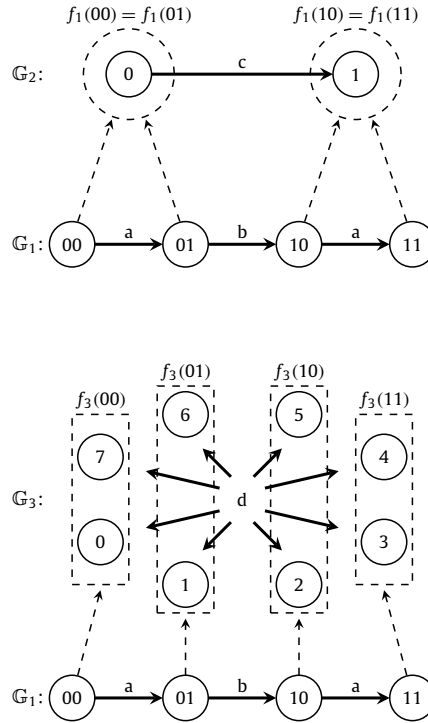 f₁(00) = f₁(01) f₁(10) = f₁(11)
𝔾₂: 0 c 1
𝔾₁: 00 a 01 b 10 a 11
f₃(01) f₃(10)
f₃(00) f₃(11)
6 5
7 4
𝔾₃: d
0 3
1 2
𝔾₁: 00 a 01 b 10 a 11